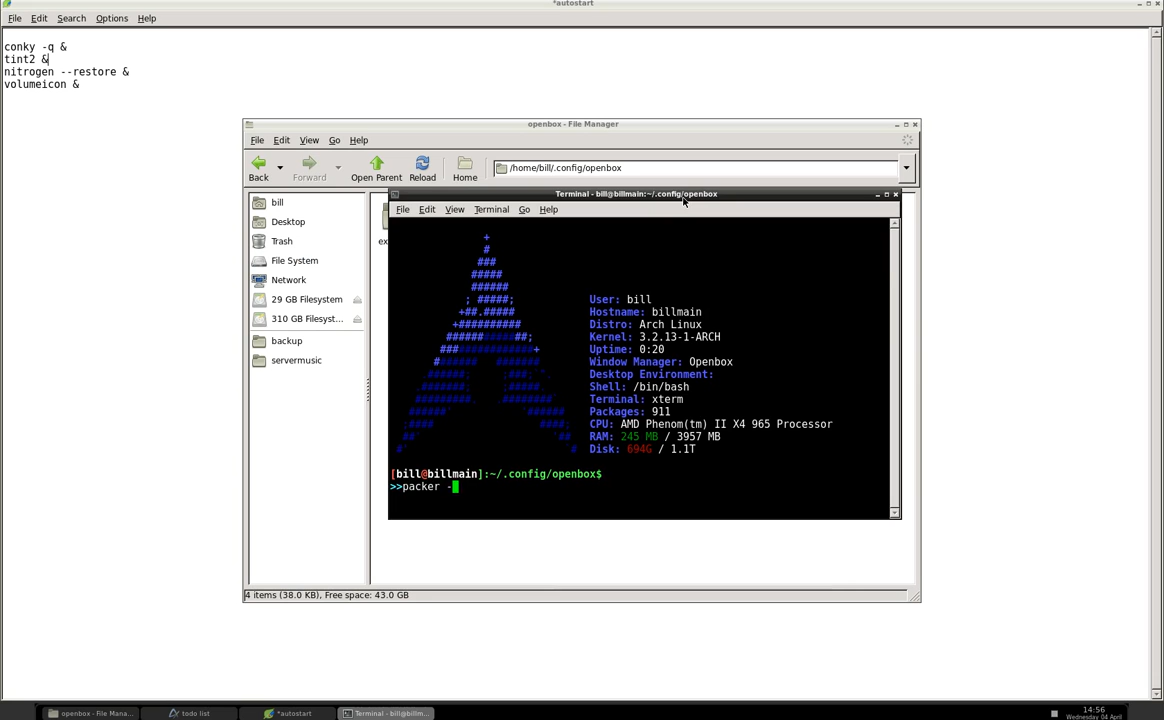 *autostart
File Edit Search Options Help
conky -q &
tint2 &
nitrogen --restore &
volumeicon &
openbox - File Manager
File Edit View Go Help
Back Forward Open Parent Reload Home /home/bill/.config/openbox
bill
Desktop
Trash
File System
Network
29 GB Filesystem
310 GB Filesyst...
backup
servermusic
ex
4 items (38.0 KB), Free space: 43.0 GB
Terminal - bill@billmain:~/.config/openbox
File Edit View Terminal Go Help
User: bill
Hostname: billmain
Distro: Arch Linux
Kernel: 3.2.13-1-ARCH
Uptime: 0:20
Window Manager: Openbox
Desktop Environment:
Shell: /bin/bash
Terminal: xterm
Packages: 911
CPU: AMD Phenom(tm) II X4 965 Processor
RAM: 245 MB / 3957 MB
Disk: 694G / 1.1T
[bill@billmain]:~/.config/openbox$
>>packer -
openbox - File Mana... todo list *autostart Terminal - bill@billm...
14:56
Wednesday 04 April